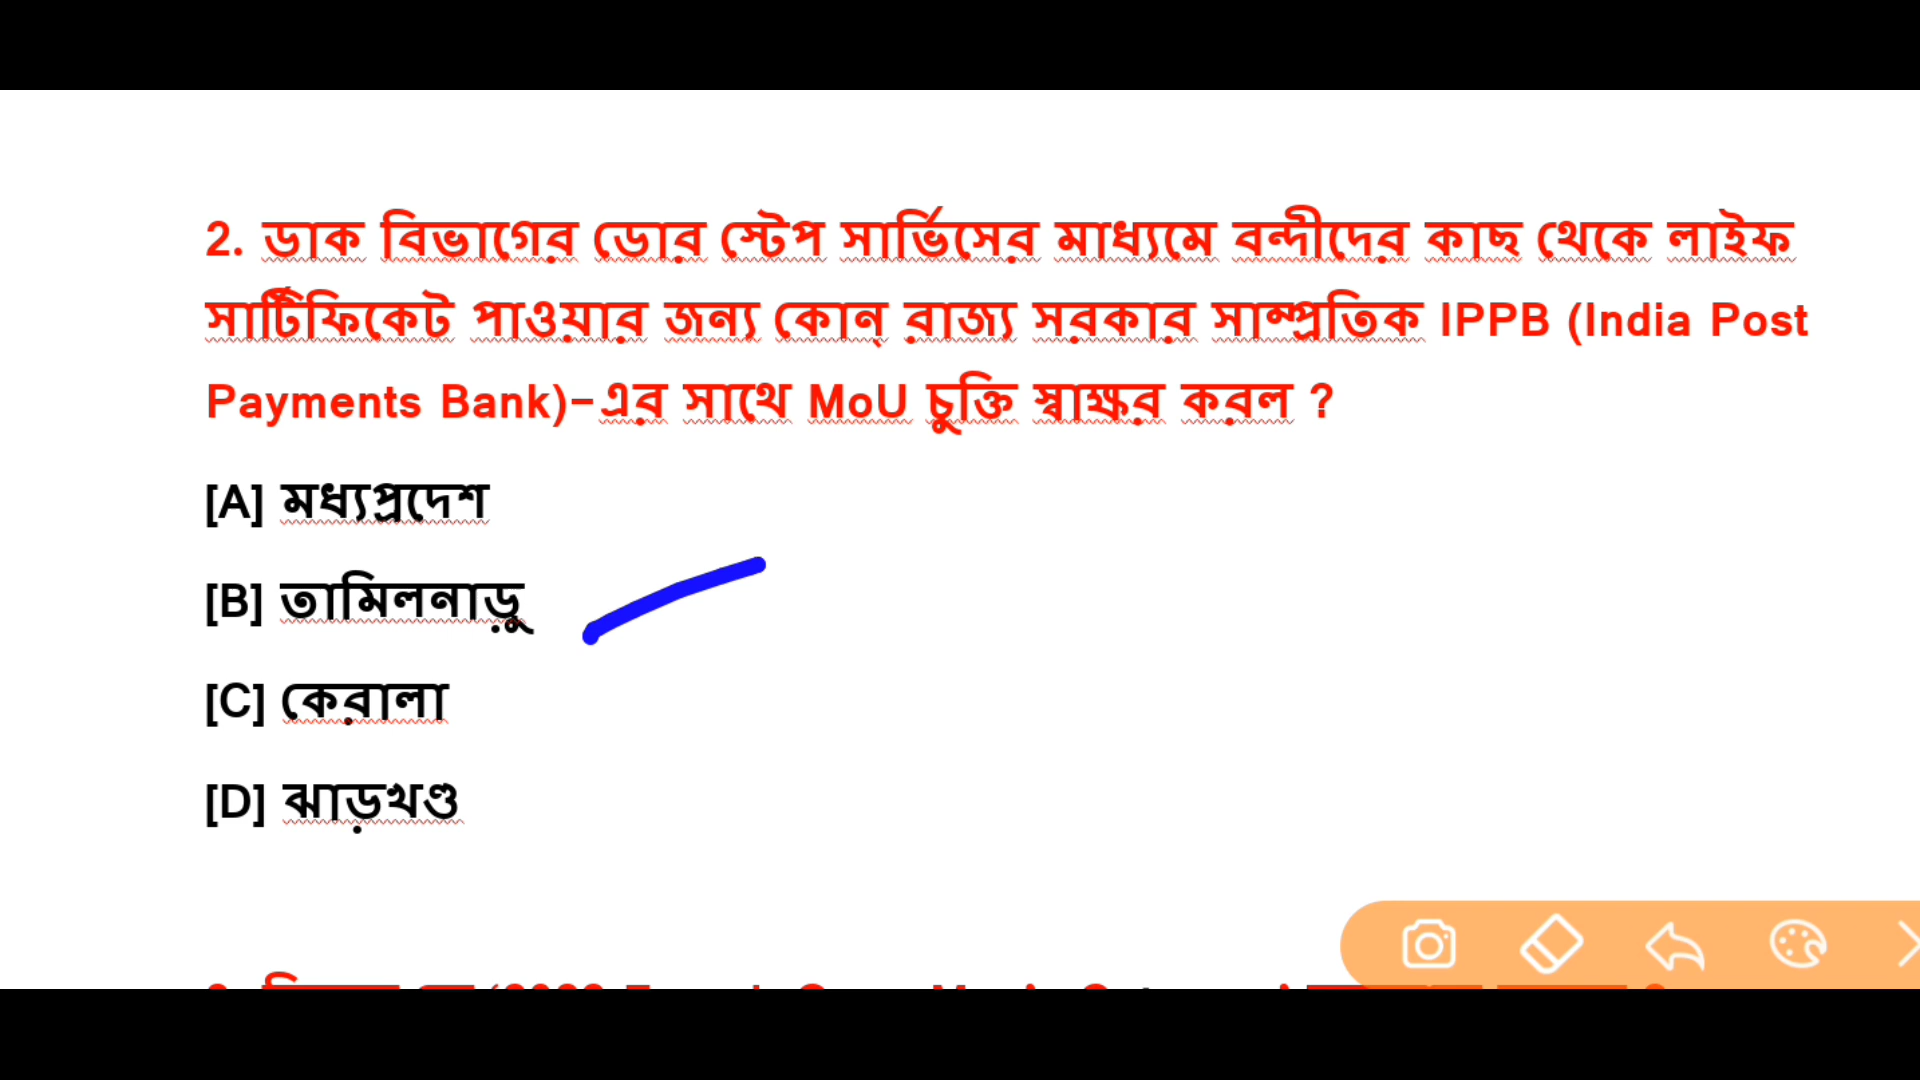 2. ডাক বিভাগের ডোর স্টেপ সার্ভিসের মাধ্যমে বন্দীদের কাছ থেকে লাইফ
সার্টিফিকেট পাওয়ার জন্য কোন্ রাজ্য সরকার সাম্প্রতিক IPPB (India Post
Payments Bank)-এর সাথে MoU চুক্তি স্বাক্ষর করল ?
[A] মধ্যপ্রদেশ
[B] তামিলনাড়ু
[C] কেরালা
[D] ঝাড়খণ্ড